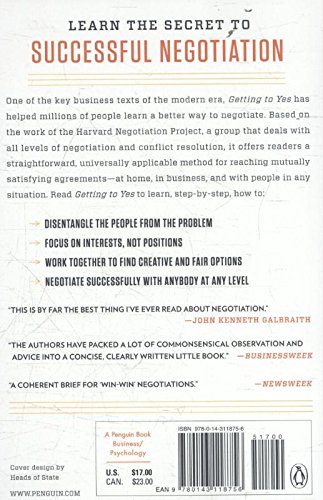 LEARN THE SECRET TO
SUCCESSFUL NEGOTIATION
One of the key business texts of the modern era, Getting to Yes
has helped millions of people learn a better way to negotiate. Based
on the work of the Harvard Negotiation Project, a group that deals with
all levels of negotiation and conflict resolution, it offers readers a
straightforward, universally applicable method for reaching mutually
satisfying agreements—at home, in business, and with people in
any situation. Read Getting to Yes to learn, step-by-step, how to:
DISENTANGLE THE PEOPLE FROM THE PROBLEM
FOCUS ON INTERESTS, NOT POSITIONS
WORK TOGETHER TO FIND CREATIVE AND FAIR OPTIONS
NEGOTIATE SUCCESSFULLY WITH ANYBODY AT ANY LEVEL
"THIS IS BY FAR THE BEST THING I'VE EVER READ ABOUT NEGOTIATION."
—JOHN KENNETH GALBRAITH
"THE AUTHORS HAVE PACKED A LOT OF COMMONSENSICAL OBSERVATION AND
ADVICE INTO A CONCISE, CLEARLY WRITTEN LITTLE BOOK." —BUSINESSWEEK
"A COHERENT BRIEF FOR 'WIN-WIN' NEGOTIATIONS." —NEWSWEEK
A Penguin Book
Business/
Psychology
U.S. $17.00
CAN. $23.00
ISBN 978-0-14-311875-6
51700
EAN 9 780143 118756
Cover design by
Heads of State
WWW.
PENGUIN.COM